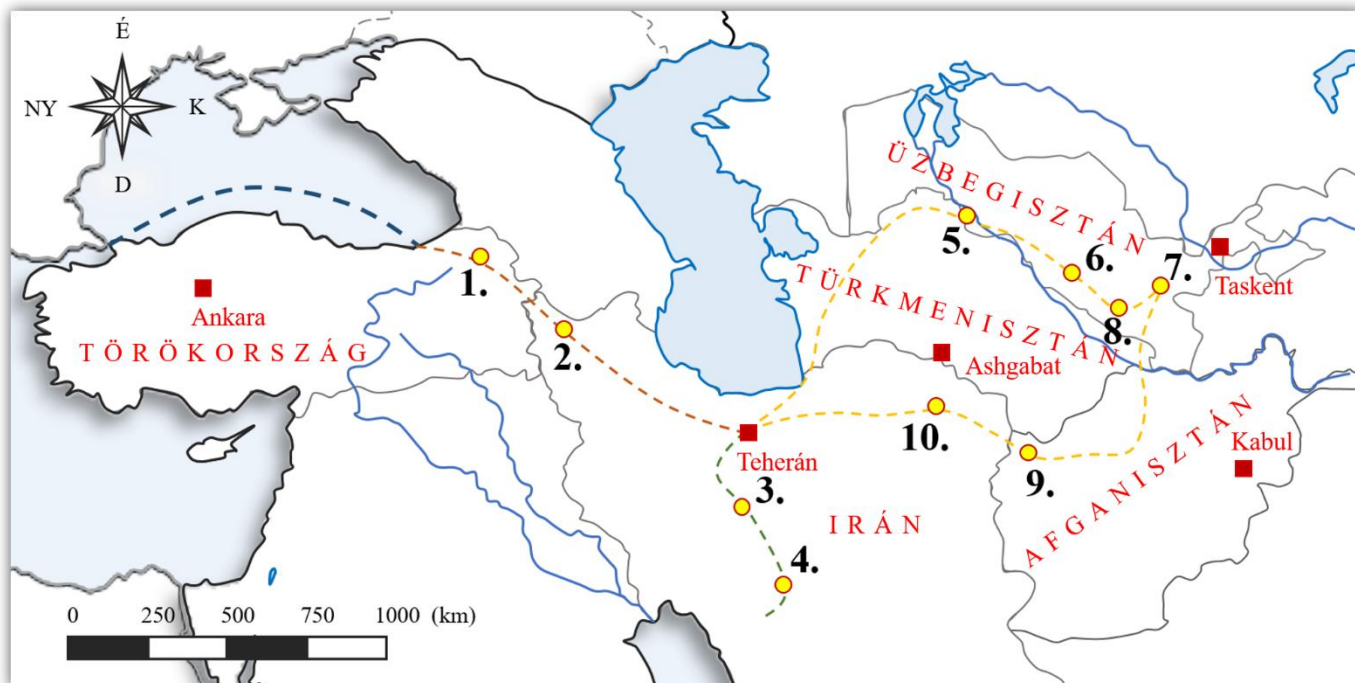 É
NY
K
D
ÜZBEGISZTÁN
5.
6.
7.
Taskent
1.
Ankara
TÜRKMENISZTÁN
8.
TÖRÖKORSZÁG
2.
Ashgabat
AFGANISZTÁN
10.
Teherán
9.
Kabul
3.
IRÁN
4.
0 250 500 750 1000 (km)